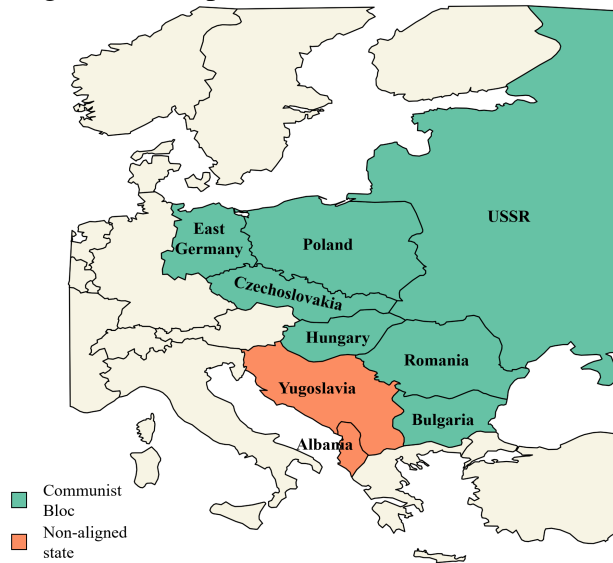 East
Germany
Poland
USSR
Czechoslovakia
Hungary
Romania
Yugoslavia
Bulgaria
Albania
Communist
Bloc
Non-aligned
state